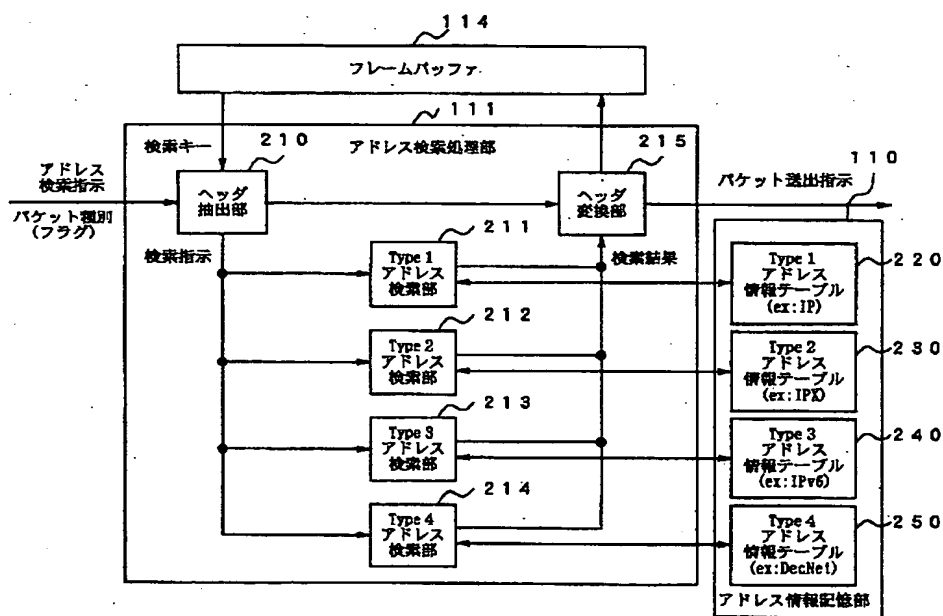 114
フレームバッファ
111
検索キー
210
アドレス検索処理部
215
110
アドレス
検索指示
パケット種別
(フラグ)
ヘッダ
抽出部
ヘッダ
変換部
パケット送出指示
検索指示
211
検索結果
Type 1
アドレス
検索部
Type 1
アドレス
情報テーブル
(ex:IP)
220
212
Type 2
アドレス
検索部
Type 2
アドレス
情報テーブル
(ex:IPX)
230
213
Type 3
アドレス
検索部
Type 3
アドレス
情報テーブル
(ex:IPv6)
240
214
Type 4
アドレス
検索部
Type 4
アドレス
情報テーブル
(ex:DecNet)
250
アドレス情報記憶部